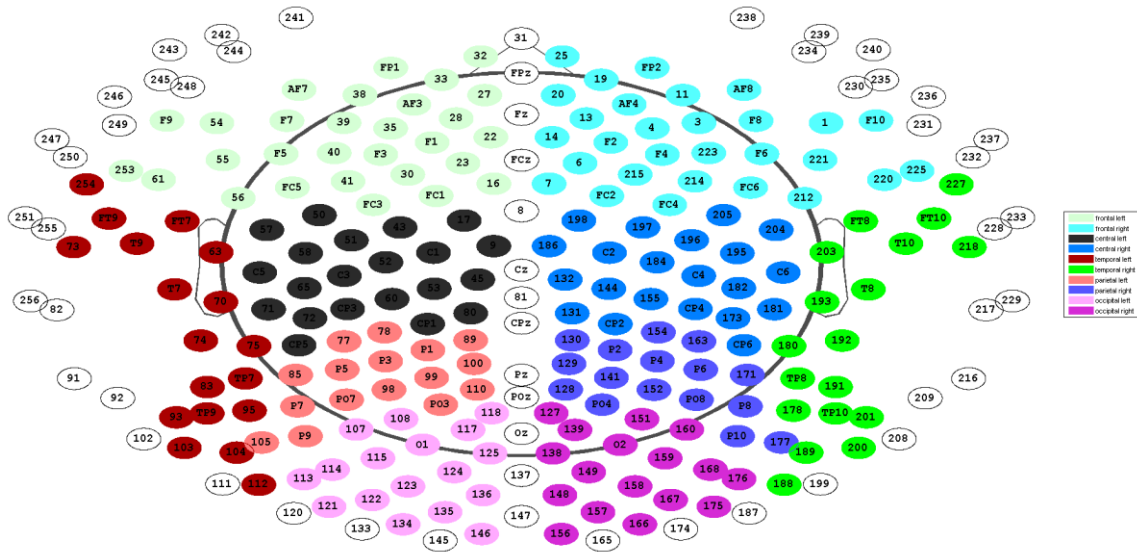 241
238
242
239
31
243
244
234
240
32
25
FP1
FP2
245
248
33
FPz
19
230
235
AF7
AF8
246
38
27
20
11
236
AF3
AF4
249
F9
54
F7
39
35
28
Fz
13
4
3
F8
1
F10
231
247
22
14
237
F1
F2
250
55
F5
40
F3
23
FCz
6
F4
223
F6
221
232
253
61
254
FC5
41
30
16
7
215
214
FC6
220
225
227
56
FC3
FC1
FC2
FC4
212
251
255
FT9
FT7
57
50
43
17
8
198
197
205
204
FT8
FT10
228
233
73
T9
63
58
51
C1
9
186
C2
196
195
203
T10
218
C5
C3
52
Cz
184
C4
C6
T7
65
60
53
45
132
144
155
182
T8
256
82
70
71
CP3
81
CP4
181
193
217
229
72
CP1
80
CPz
131
CP2
173
74
75
CP5
77
78
89
130
154
163
CP6
180
192
P1
P2
91
83
TP7
85
P5
P3
100
Pz
129
P4
P6
171
TP8
191
216
92
99
141
98
110
POz
128
152
209
93
TP9
95
P7
PO7
PO3
PO4
PO8
P8
178
TP10
201
118
127
102
103
104
105
P9
107
108
117
Oz
139
151
160
P10
177
189
200
208
O1
O2
125
138
111
112
113
114
115
124
137
149
159
168
176
188
199
120
121
122
123
136
148
158
167
175
187
133
134
135
147
157
166
174
145
146
156
165
frontal left
frontal right
central left
central right
temporal left
temporal right
parietal left
parietal right
occipital left
occipital right